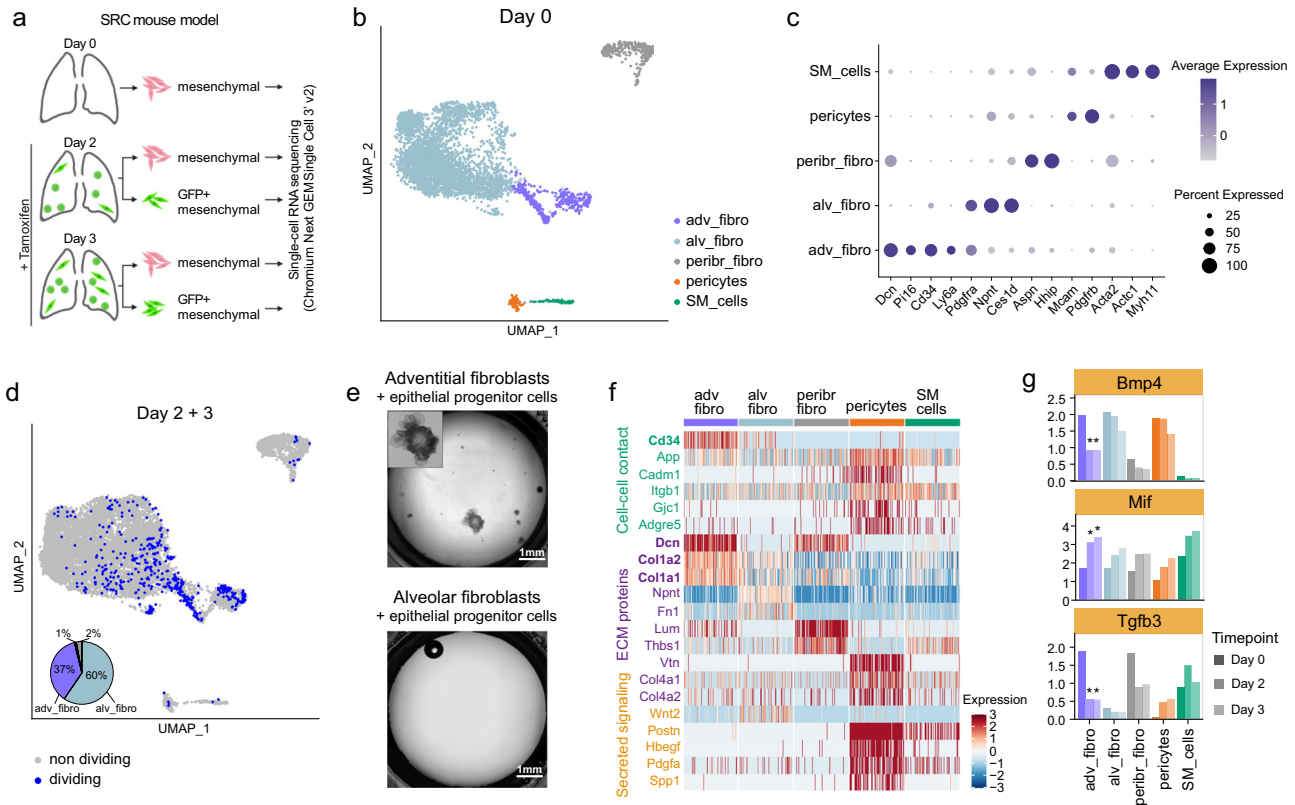 a
SRC mouse model
Day 0
mesenchymal
Day 2
mesenchymal
GFP+
mesenchymal
Day 3
mesenchymal
GFP+
mesenchymal
+ Tamoxifen
Single-cell RNA sequencing
(Chromium Next GEMSingle Cell 3' v2)
b
Day 0
UMAP_2
UMAP_1
adv_fibro
alv_fibro
peribr_fibro
pericytes
SM_cells
c
SM_cells
pericytes
peribr_fibro
alv_fibro
adv_fibro
Dcn
Pi16
Cd34
Ly6a
Pdgfra
Npnt
Ces1d
Aspn
Hhip
Mcam
Pdgfrb
Acta2
Actc1
Myh11
Average Expression
1
0
Percent Expressed
25
50
75
100
d
Day 2 + 3
UMAP_2
UMAP_1
1%
2%
37%
60%
adv_fibro
alv_fibro
non dividing
dividing
e
Adventitial fibroblasts
+ epithelial progenitor cells
1mm
Alveolar fibroblasts
+ epithelial progenitor cells
1mm
f
adv
fibro
alv
fibro
peribr
fibro
pericytes
SM
cells
Cell-cell contact
Cd34
App
Cadm1
Itgb1
Gjc1
Adgre5
ECM proteins
Dcn
Col1a2
Col1a1
Npnt
Fn1
Lum
Thbs1
Vtn
Col4a1
Col4a2
Secreted signaling
Wnt2
Postn
Hbegf
Pdgfa
Spp1
Expression
3
2
1
0
−1
−2
−3
g
Bmp4
2.5
2.0
1.5
1.0
0.5
0.0
**
Mif
4
3
2
1
0
*
*
Tgfb3
2.0
1.5
1.0
0.5
0.0
**
adv_fibro
alv_fibro
peribr_fibro
pericytes
SM_cells
Timepoint
Day 0
Day 2
Day 3